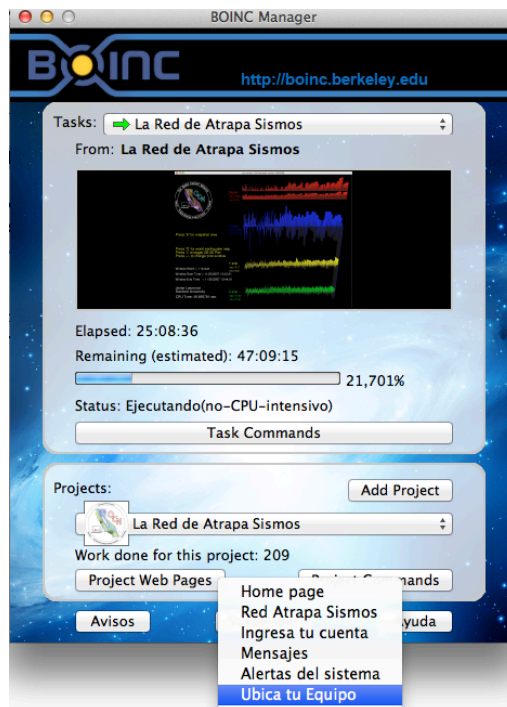 BOINC Manager
BOINC
http://boinc.berkeley.edu
Tasks: La Red de Atrapa Sismos
From: La Red de Atrapa Sismos
Elapsed: 25:08:36
Remaining (estimated): 47:09:15
21,701%
Status: Ejecutando(no-CPU-intensivo)
Task Commands
Projects:
Add Project
La Red de Atrapa Sismos
Work done for this project: 209
Project Web Pages
Home page
Red Atrapa Sismos
Avisos
Ingresa tu cuenta
Mensajes
Alertas del sistema
Ubica tu Equipo